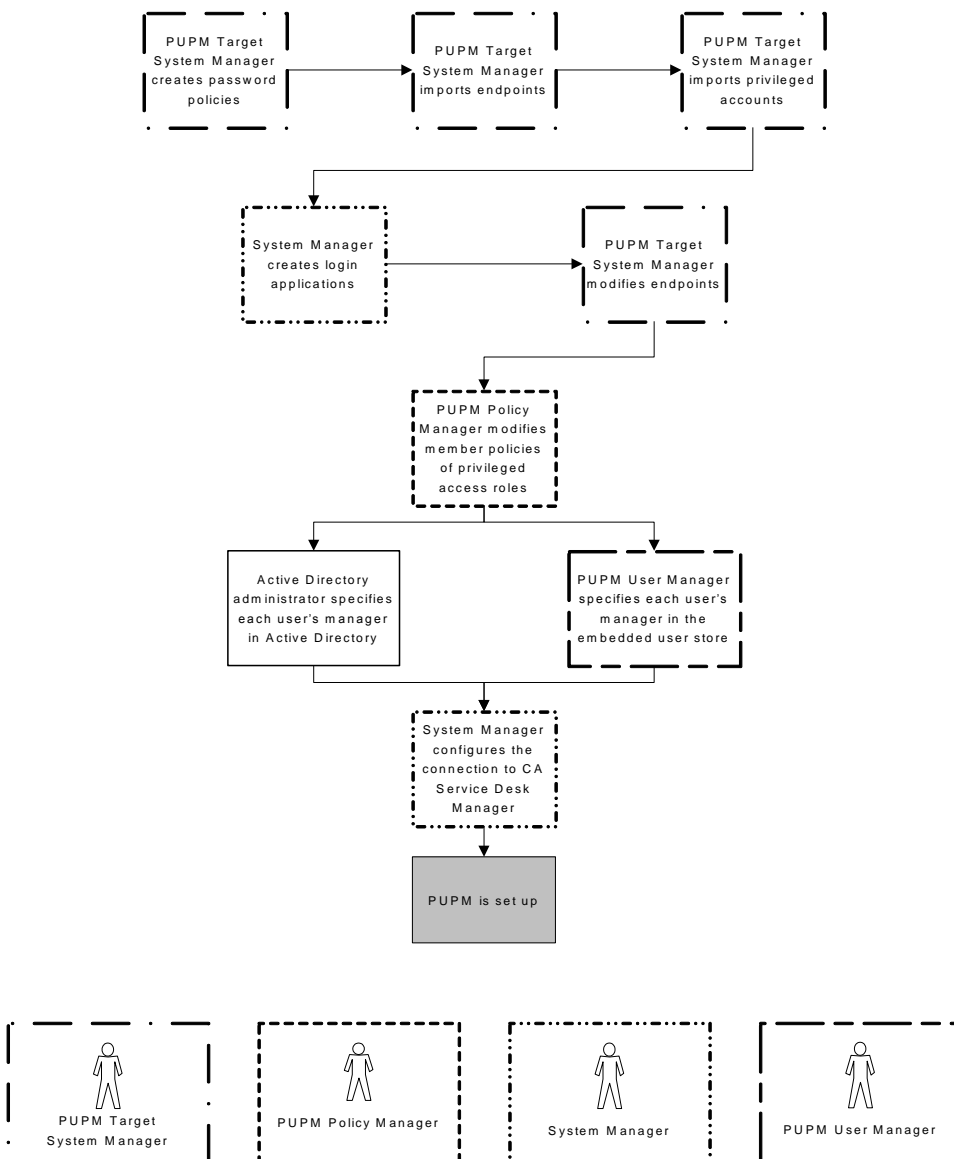 PUPM Target
System Manager
creates password
policies
PUPM Target
System Manager
imports endpoints
PUPM Target
System Manager
imports privileged
accounts
System Manager
creates login
applications
PUPM Target
System Manager
modifies endpoints
PUPM Policy
Manager modifies
member policies
of privileged
access roles
Active Directory
administrator specifies
each user's manager
in Active Directory
PUPM User Manager
specifies each user's
manager in the
embedded user store
System Manager
configures the
connection to CA
Service Desk
Manager
PUPM is set up
PUPM Target
System Manager
PUPM Policy Manager
System Manager
PUPM User Manager